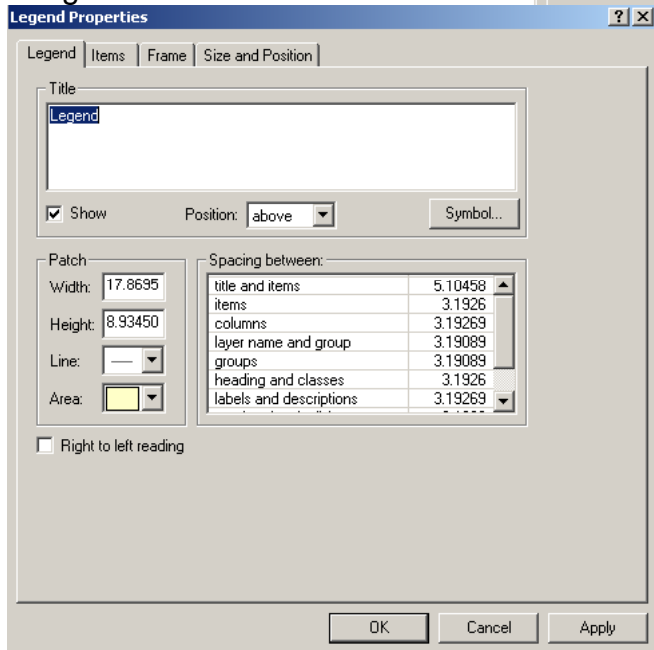 Legend Properties
Legend Items Frame Size and Position
Title
Legend
Show Position: above Symbol...
Patch
Width: 17.8695
Height: 8.93450
Line:
Area:
Spacing between:
title and items 5.10458
items 3.1926
columns 3.19269
layer name and group 3.19089
groups 3.19089
heading and classes 3.1926
labels and descriptions 3.19269
Right to left reading
OK Cancel Apply